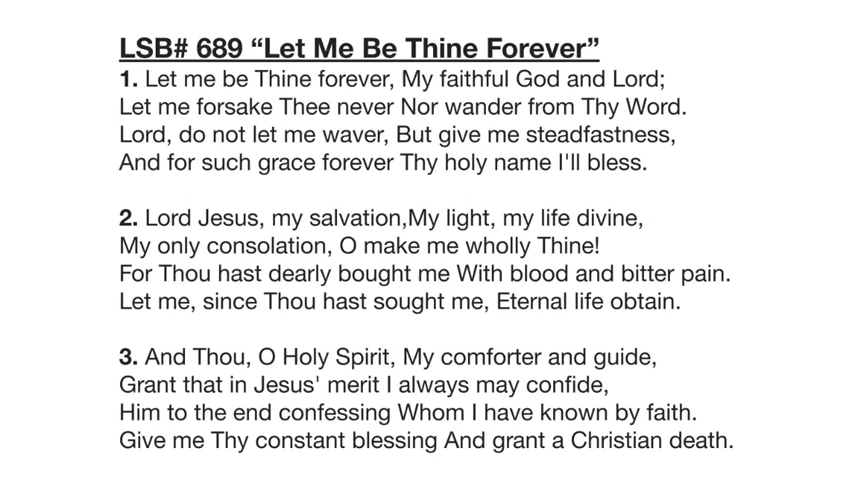 LSB# 689 “Let Me Be Thine Forever”
1. Let me be Thine forever, My faithful God and Lord;
Let me forsake Thee never Nor wander from Thy Word.
Lord, do not let me waver, But give me steadfastness,
And for such grace forever Thy holy name I'll bless.
2. Lord Jesus, my salvation,My light, my life divine,
My only consolation, O make me wholly Thine!
For Thou hast dearly bought me With blood and bitter pain.
Let me, since Thou hast sought me, Eternal life obtain.
3. And Thou, O Holy Spirit, My comforter and guide,
Grant that in Jesus' merit I always may confide,
Him to the end confessing Whom I have known by faith.
Give me Thy constant blessing And grant a Christian death.